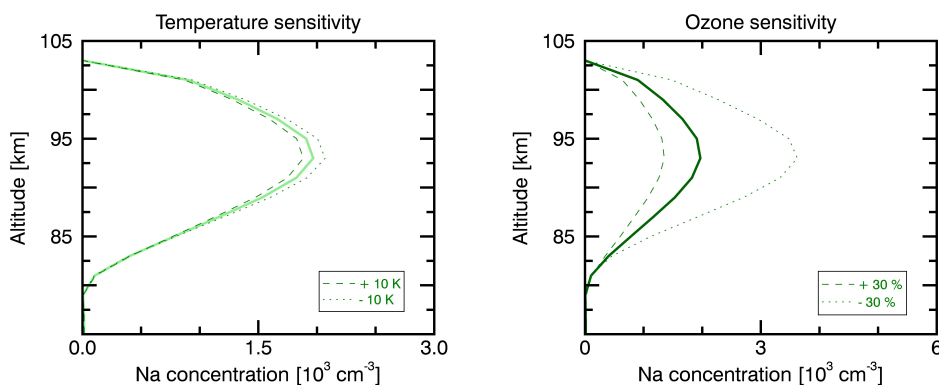 Temperature sensitivity
105
95
85
Altitude [km]
0.0
1.5
3.0
Na concentration [10³ cm⁻³]
+ 10 K
- 10 K
Ozone sensitivity
105
95
85
Altitude [km]
0
3
6
Na concentration [10³ cm⁻³]
+ 30 %
- 30 %